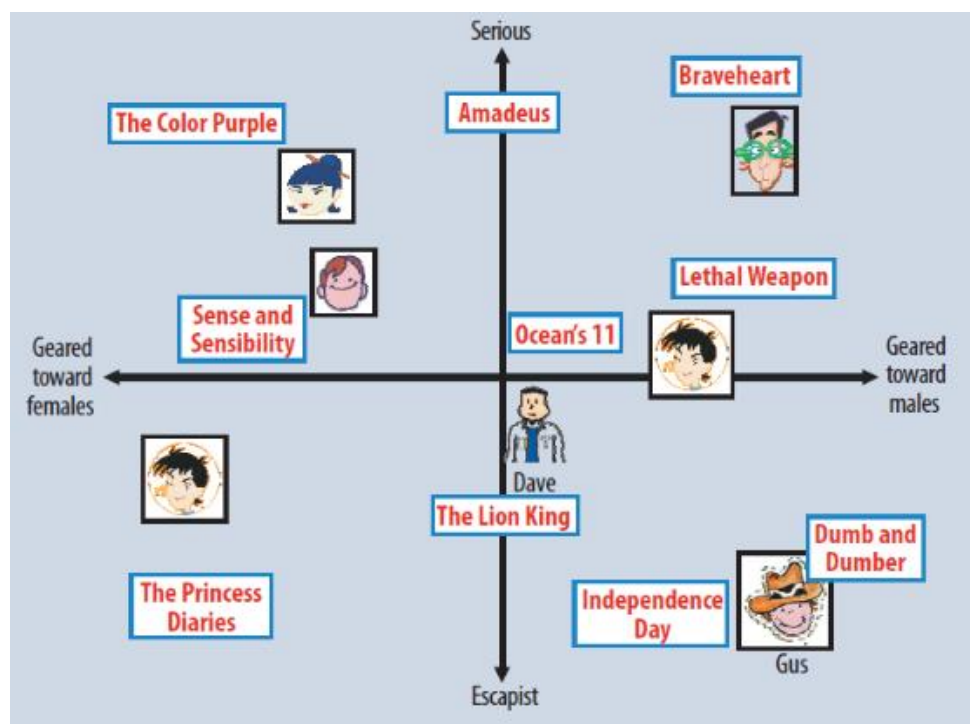 Serious
Braveheart
Amadeus
The Color Purple
Lethal Weapon
Sense and
Sensibility
Ocean's 11
Geared
toward
females
Geared
toward
males
Dave
The Lion King
Dumb and
Dumber
The Princess
Diaries
Independence
Day
Gus
Escapist